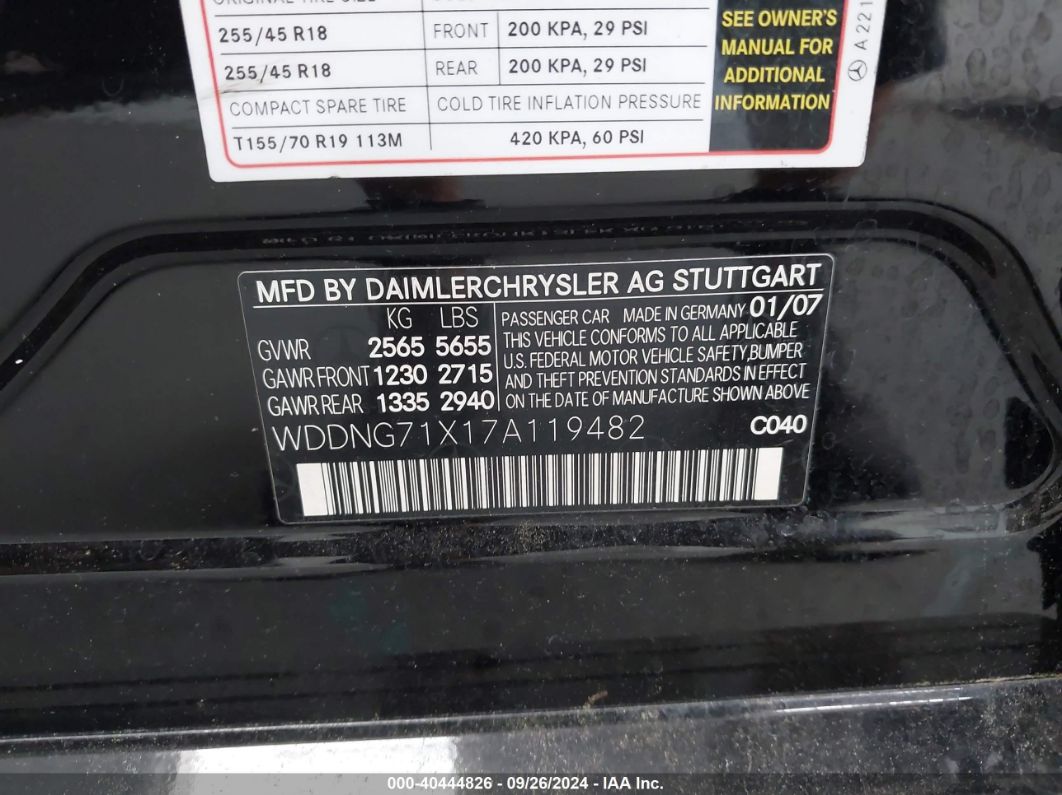 255/45 R18 FRONT 200 KPA, 29 PSI
255/45 R18 REAR 200 KPA, 29 PSI
COMPACT SPARE TIRE COLD TIRE INFLATION PRESSURE
T155/70 R19 113M 420 KPA, 60 PSI
SEE OWNER'S
MANUAL FOR
ADDITIONAL
INFORMATION
A 221
MFD BY DAIMLERCHRYSLER AG STUTTGART
KG LBS
GVWR 2565 5655
GAWR FRONT 1230 2715
GAWR REAR 1335 2940
PASSENGER CAR MADE IN GERMANY 01/07
THIS VEHICLE CONFORMS TO ALL APPLICABLE
U.S. FEDERAL MOTOR VEHICLE SAFETY,BUMPER
AND THEFT PREVENTION STANDARDS IN EFFECT
ON THE DATE OF MANUFACTURE SHOWN ABOVE
WDDNG71X17A119482 C040
000-40444826 - 09/26/2024 - IAA Inc.